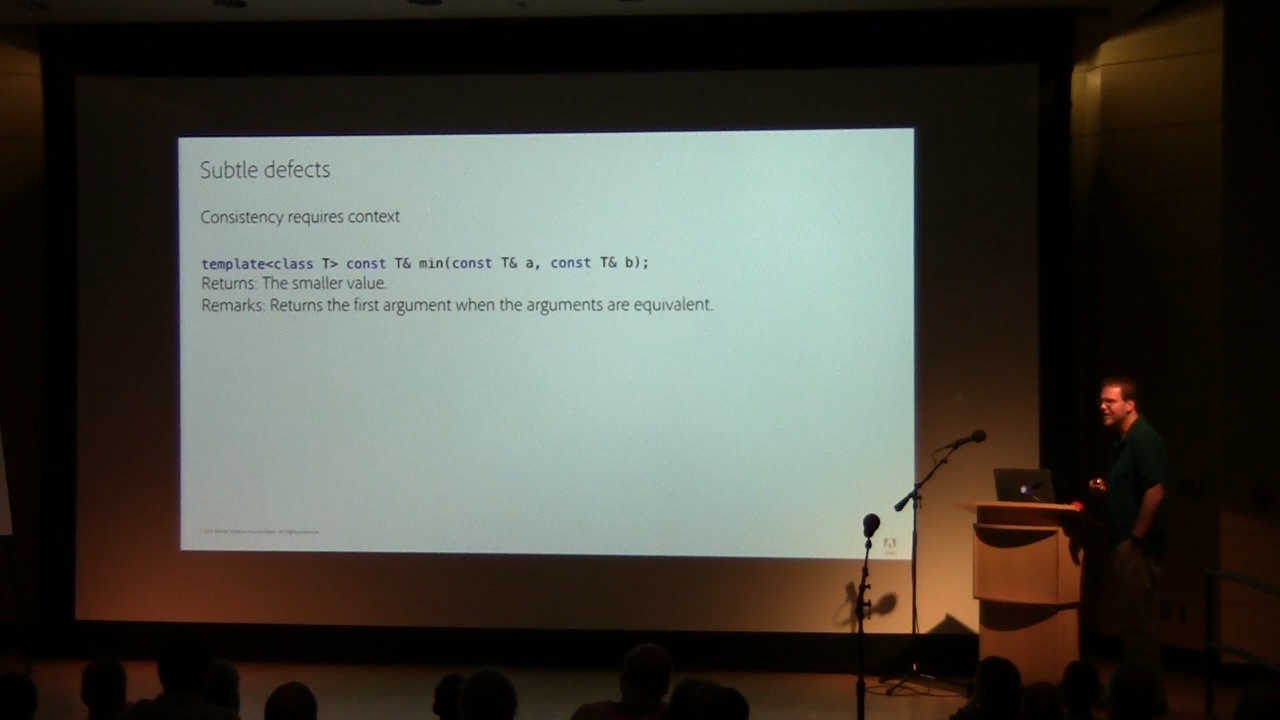 Subtle defects
Consistency requires context
template<class T> const T& min(const T& a, const T& b);
Returns: The smaller value.
Remarks: Returns the first argument when the arguments are equivalent.